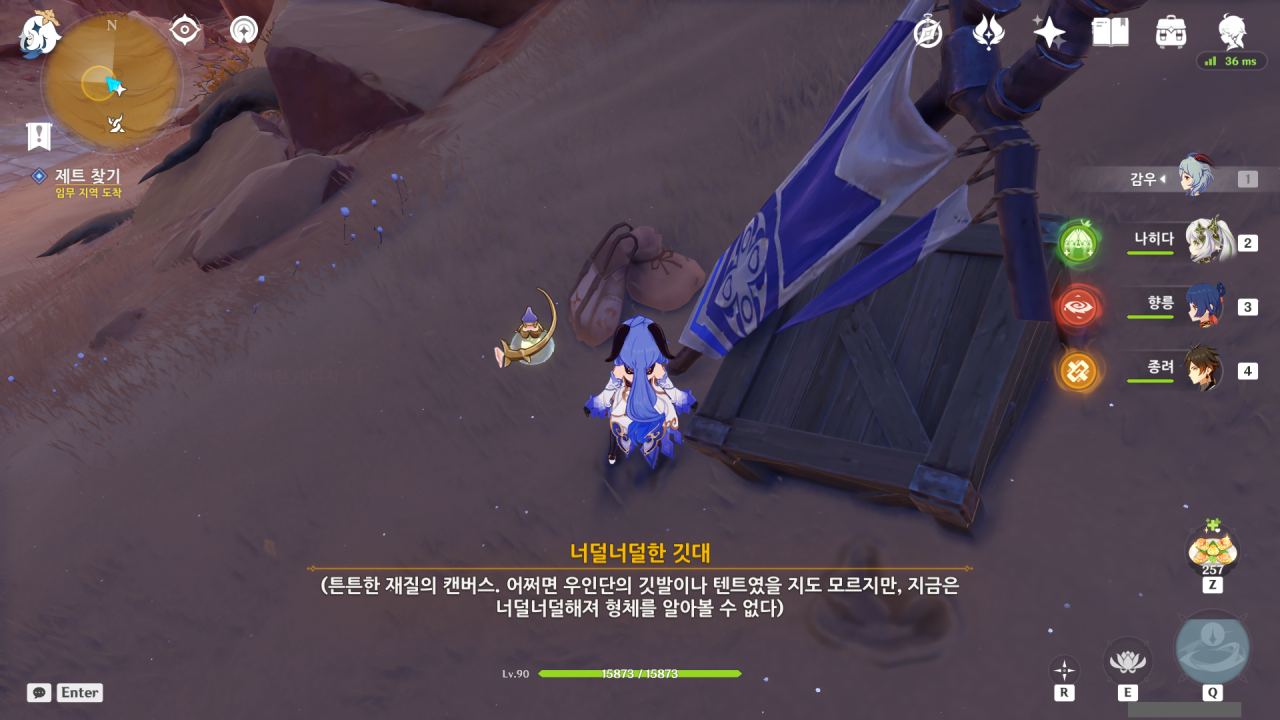 N
36 ms
제트 찾기
임무 지역 도착
감우
1
나히다
2
향릉
3
종려
4
너덜너덜한 깃대
(튼튼한 재질의 캔버스. 어쩌면 우인단의 깃발이나 텐트였을 지도 모르지만, 지금은
너덜너덜해져 형체를 알아볼 수 없다)
257
Z
Lv.90
15873 / 15873
Enter
R
E
Q